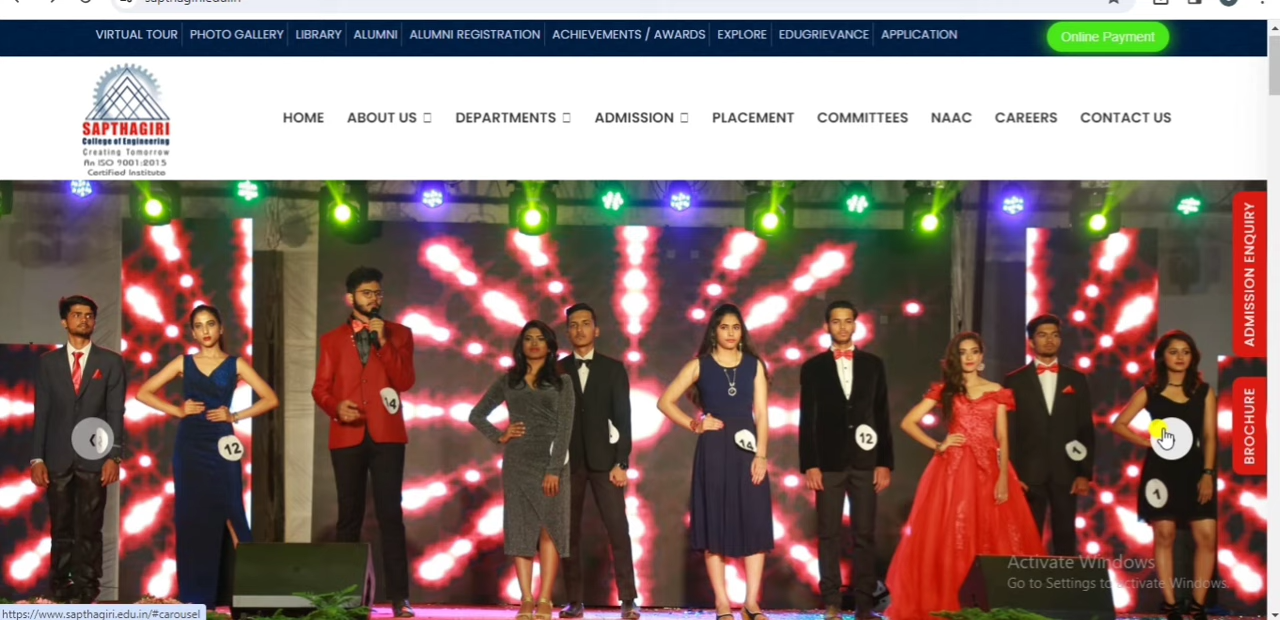 VIRTUAL TOUR PHOTO GALLERY LIBRARY ALUMNI ALUMNI REGISTRATION ACHIEVEMENTS / AWARDS EXPLORE EDUGRIEVANCE APPLICATION Online Payment
SAPTHAGIRI
College of Engineering
Creating Tomorrow
An ISO 9001:2015
Certified Institute
HOME ABOUT US DEPARTMENTS ADMISSION PLACEMENT COMMITTEES NAAC CAREERS CONTACT US
ADMISSION ENQUIRY
BROCHURE
12
14
14
12
1
1
Activate Windows
Go to Settings to activate Windows.
https://www.sapthagiri.edu.in/#carousel